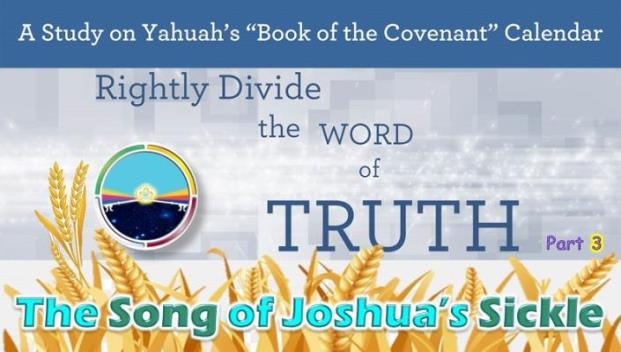 A Study on Yahuah's "Book of the Covenant" Calendar
Rightly Divide
the WORD
of
TRUTH
Part 3
The Song of Joshua's Sickle